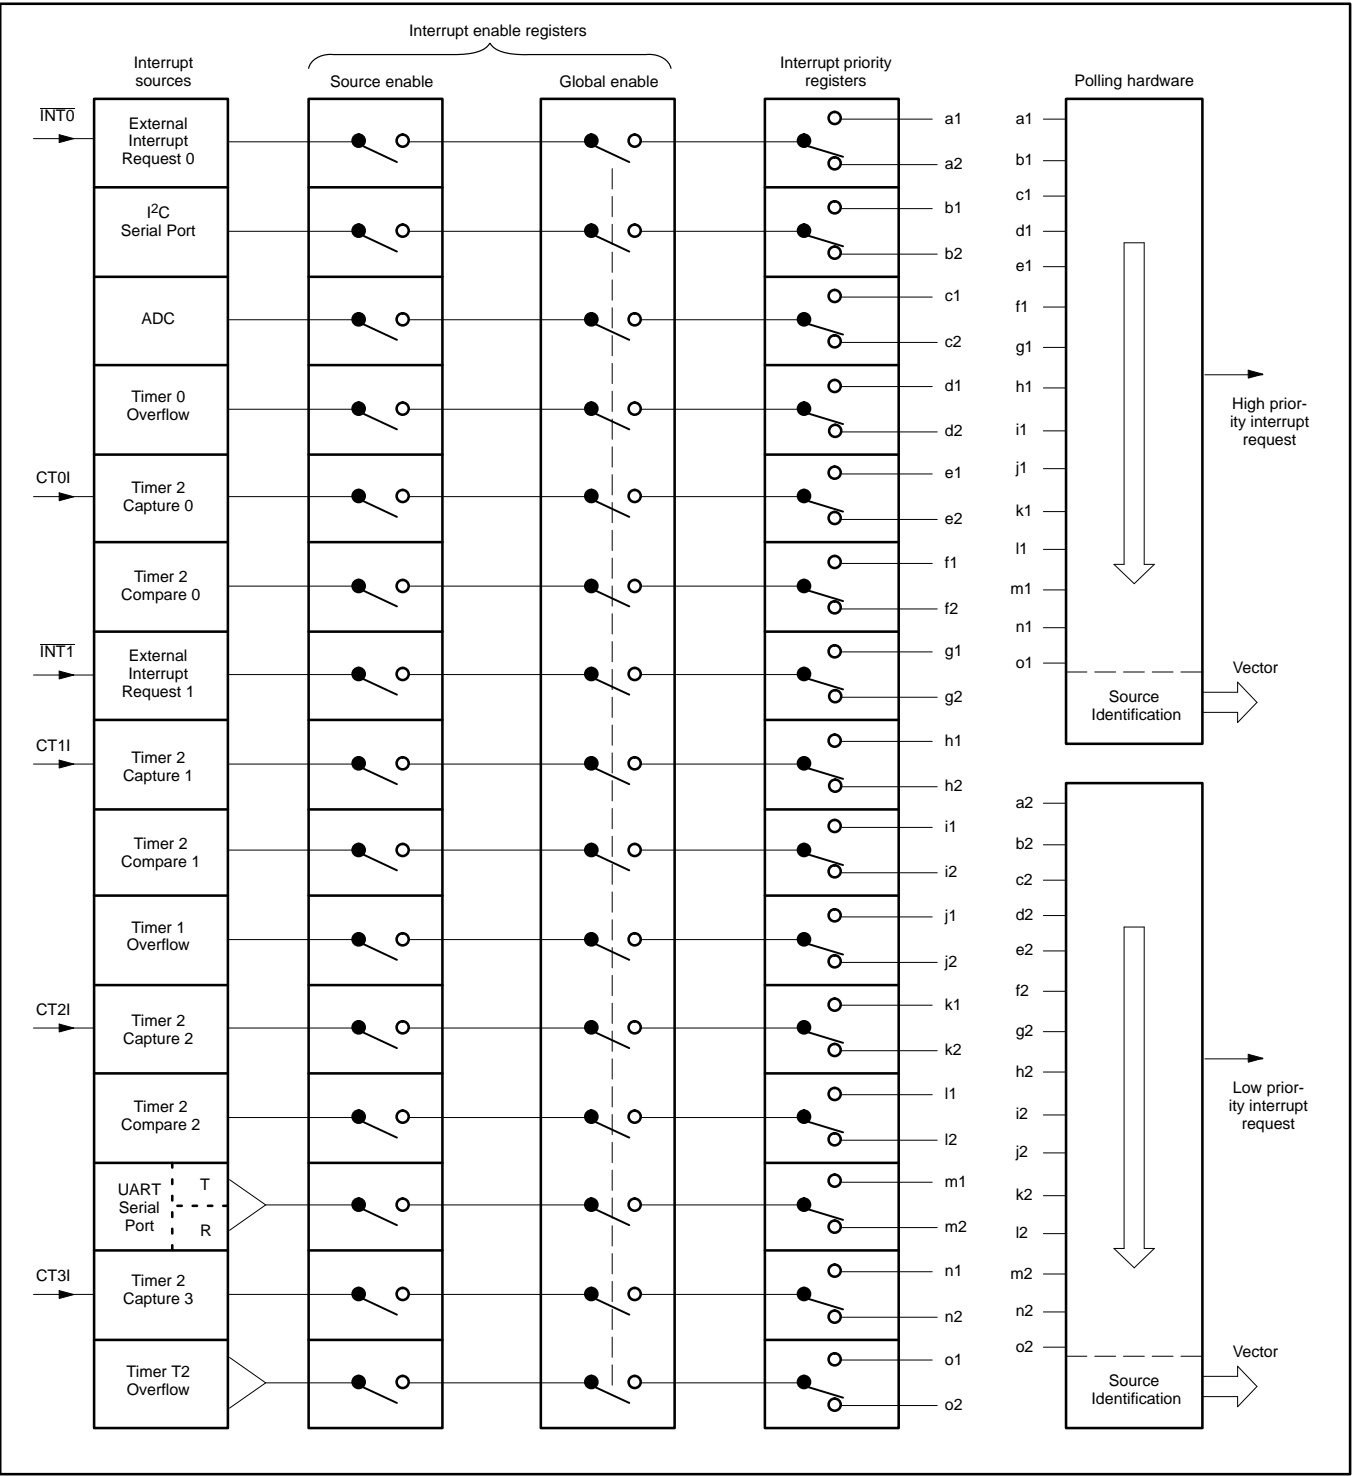 Interrupt enable registers
Interrupt
sources
Source enable
Global enable
Interrupt priority
registers
Polling hardware
INT0
External
Interrupt
Request 0
a1
a2
I2C
Serial Port
b1
b2
ADC
c1
c2
Timer 0
Overflow
d1
d2
CT0I
Timer 2
Capture 0
e1
e2
Timer 2
Compare 0
f1
f2
INT1
External
Interrupt
Request 1
g1
g2
CT1I
Timer 2
Capture 1
h1
h2
Timer 2
Compare 1
i1
i2
Timer 1
Overflow
j1
j2
CT2I
Timer 2
Capture 2
k1
k2
Timer 2
Compare 2
l1
l2
UART
Serial
Port
T
R
m1
m2
CT3I
Timer 2
Capture 3
n1
n2
Timer T2
Overflow
o1
o2
a1
b1
c1
d1
e1
f1
g1
h1
i1
j1
k1
l1
m1
n1
o1
High prior-
ity interrupt
request
Source
Identification
Vector
a2
b2
c2
d2
e2
f2
g2
h2
i2
j2
k2
l2
m2
n2
o2
Low prior-
ity interrupt
request
Source
Identification
Vector